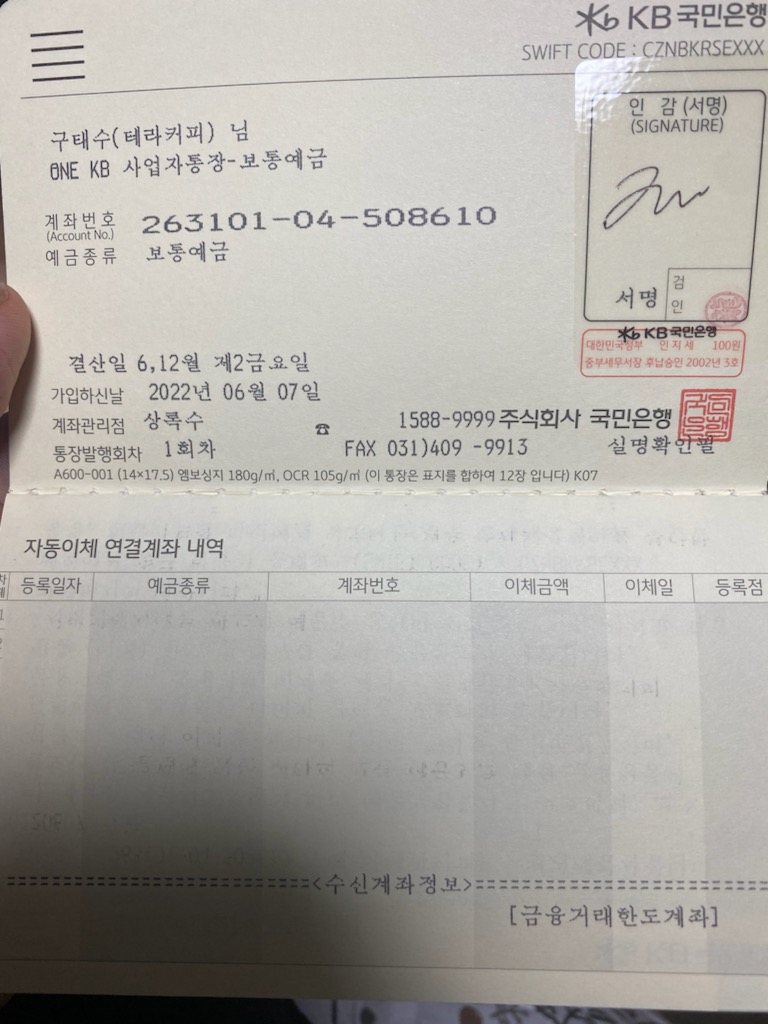 KB국민은행
SWIFT CODE : CZNBKRSEXXX
인 감 (서명)
(SIGNATURE)
구태수(테라커피) 님
ONE KB 사업자통장-보통예금
계좌번호 263101-04-508610
(Account No.)
예금종류 보통예금
서명 검인
KB국민은행
대한민국정부 인지세 100원
중부세무서장 후납승인 2002년 3호
결산일 6,12월 제2금요일
가입하신날 2022년 06월 07일
계좌관리점 상록수 ☎ 1588-9999 주식회사 국민은행
통장발행회차 1회차 FAX 031)409 -9913 실명확인필
A600-001 (14×17.5) 엠보싱지 180g/㎡, OCR 105g/㎡ (이 통장은 표지를 합하여 12장 입니다) K07
자동이체 연결계좌 내역
등록일자 예금종류 계좌번호 이체금액 이체일 등록점
1
2
==================<수신계좌정보>==================
[금융거래한도계좌]